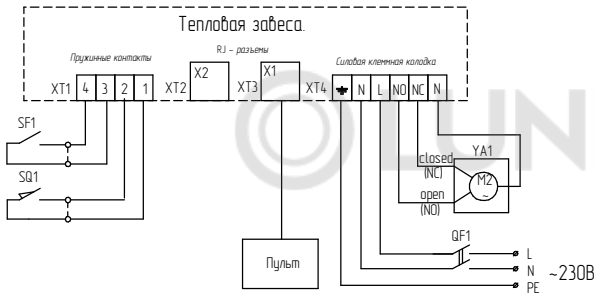 Тепловая завеса.
Пружинные контакты
RJ - разъемы
Силовая клеммная колодка
XT1 4 3 2 1
XT2 X2
XT3 X1
XT4 N L NO NC N
SF1
SQ1
closed
(NC)
open
(NO)
YA1
M2
~
QF1
Пульт
L
N
PE
~230В
OLUN